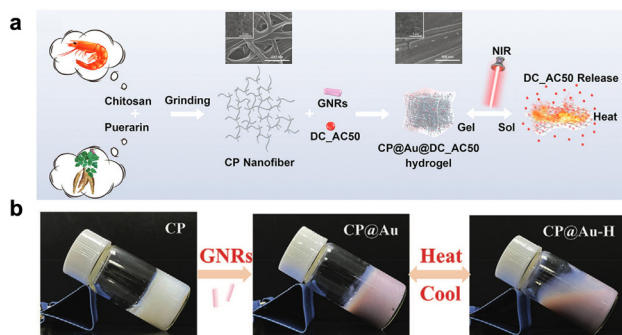 a
Chitosan
+
Puerarin
Grinding
CP Nanofiber
+
GNRs
DC_AC50
Gel
Sol
CP@Au@DC_AC50
hydrogel
NIR
DC_AC50 Release
Heat
b
CP
GNRs
CP@Au
Heat
Cool
CP@Au-H